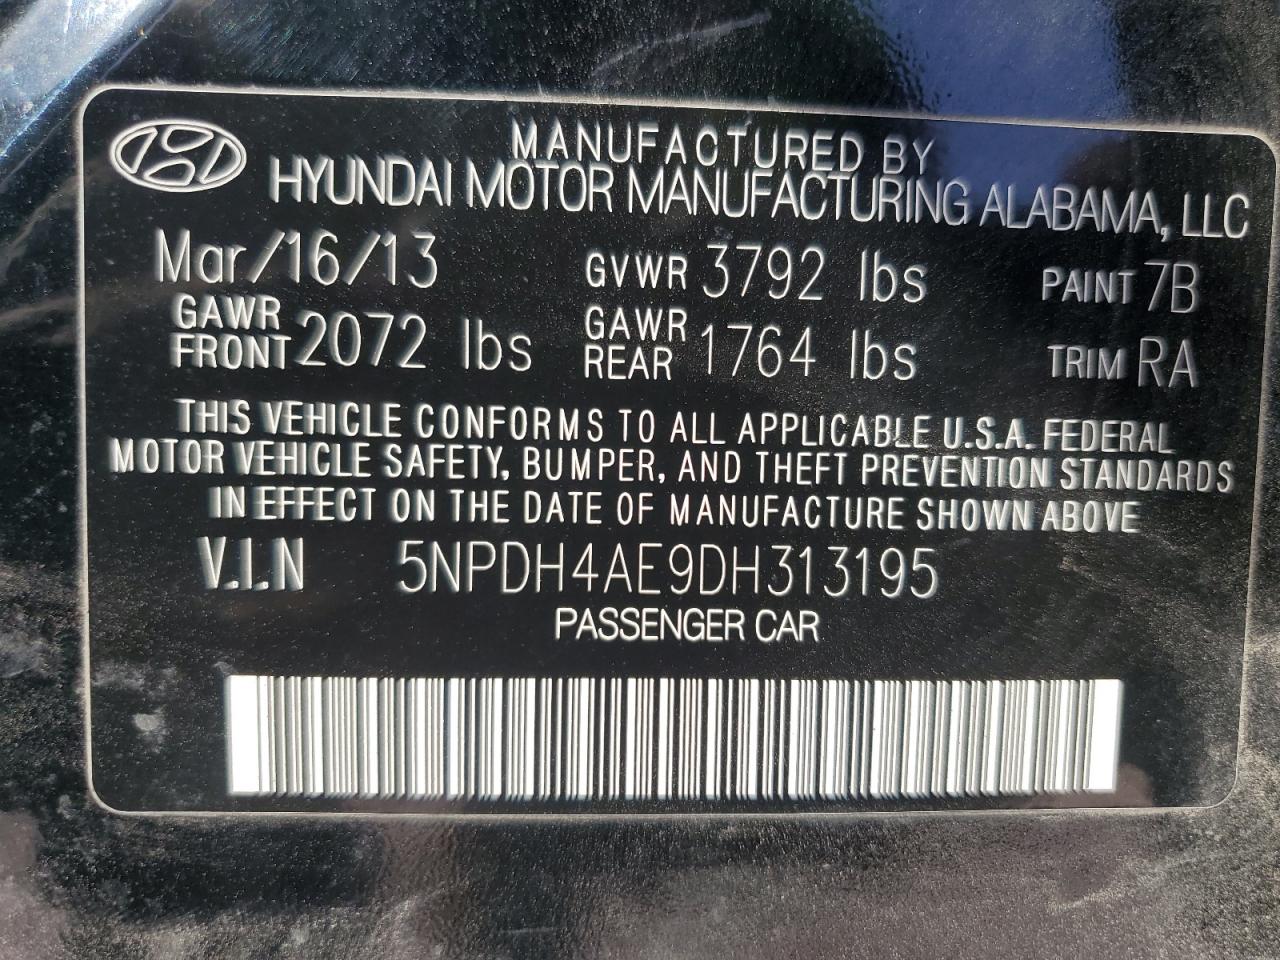 MANUFACTURED BY
HYUNDAI MOTOR MANUFACTURING ALABAMA, LLC
Mar/16/13 GVWR 3792 lbs PAINT 7B
GAWR FRONT 2072 lbs GAWR REAR 1764 lbs TRIM RA
THIS VEHICLE CONFORMS TO ALL APPLICABLE U.S.A. FEDERAL
MOTOR VEHICLE SAFETY, BUMPER, AND THEFT PREVENTION STANDARDS
IN EFFECT ON THE DATE OF MANUFACTURE SHOWN ABOVE
V.I.N 5NPDH4AE9DH313195
PASSENGER CAR